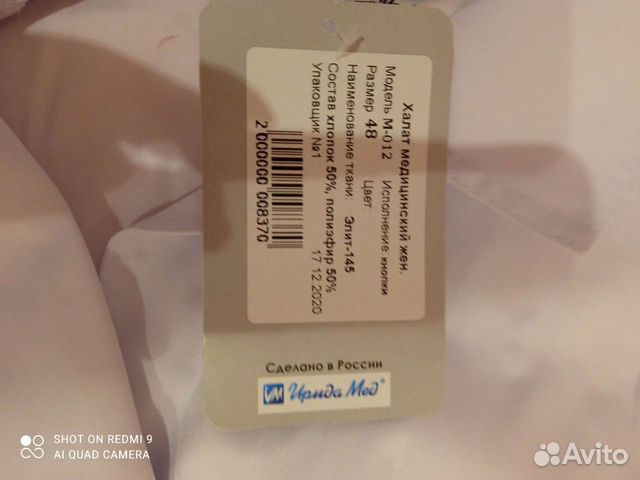 Халат медицинский жен.
Модель М-012 Исполнение: кнопки
Размер 48 Цвет:
Наименование ткани: Элит-145
Состав хлопок 50%, полиэфир 50%
Упаковщик №1 17.12.2020
2 000000 008370
Сделано в России
ИМ Ирида Мед®
SHOT ON REDMI 9
AI QUAD CAMERA
Avito